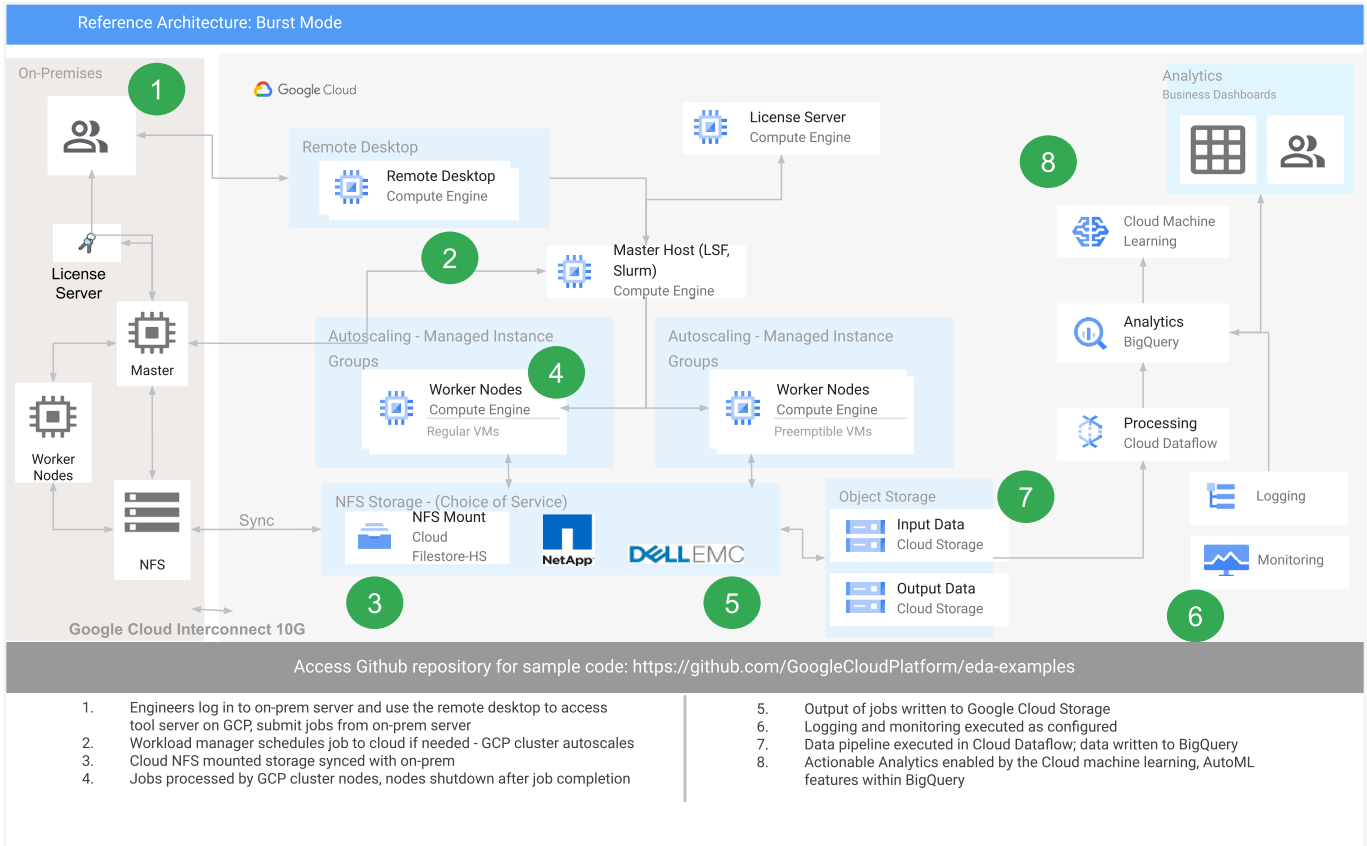 Reference Architecture: Burst Mode
On-Premises
1
Google Cloud
License Server
Compute Engine
8
Analytics
Business Dashboards
Remote Desktop
Remote Desktop
Compute Engine
Cloud Machine
Learning
License
Server
2
Master Host (LSF,
Slurm)
Compute Engine
Master
Autoscaling - Managed Instance
Groups
4
Worker Nodes
Compute Engine
Regular VMs
Autoscaling - Managed Instance
Groups
Worker Nodes
Compute Engine
Preemptible VMs
Analytics
BigQuery
Processing
Cloud Dataflow
Worker
Nodes
NFS
Sync
NFS Storage - (Choice of Service)
NFS Mount
Cloud
Filestore-HS
NetApp
DELLEMC
3
5
Object Storage
7
Input Data
Cloud Storage
Output Data
Cloud Storage
Logging
Monitoring
6
Google Cloud Interconnect 10G
Access Github repository for sample code: https://github.com/GoogleCloudPlatform/eda-examples
1. Engineers log in to on-prem server and use the remote desktop to access
tool server on GCP, submit jobs from on-prem server
2. Workload manager schedules job to cloud if needed - GCP cluster autoscales
3. Cloud NFS mounted storage synced with on-prem
4. Jobs processed by GCP cluster nodes, nodes shutdown after job completion
5. Output of jobs written to Google Cloud Storage
6. Logging and monitoring executed as configured
7. Data pipeline executed in Cloud Dataflow; data written to BigQuery
8. Actionable Analytics enabled by the Cloud machine learning, AutoML
features within BigQuery